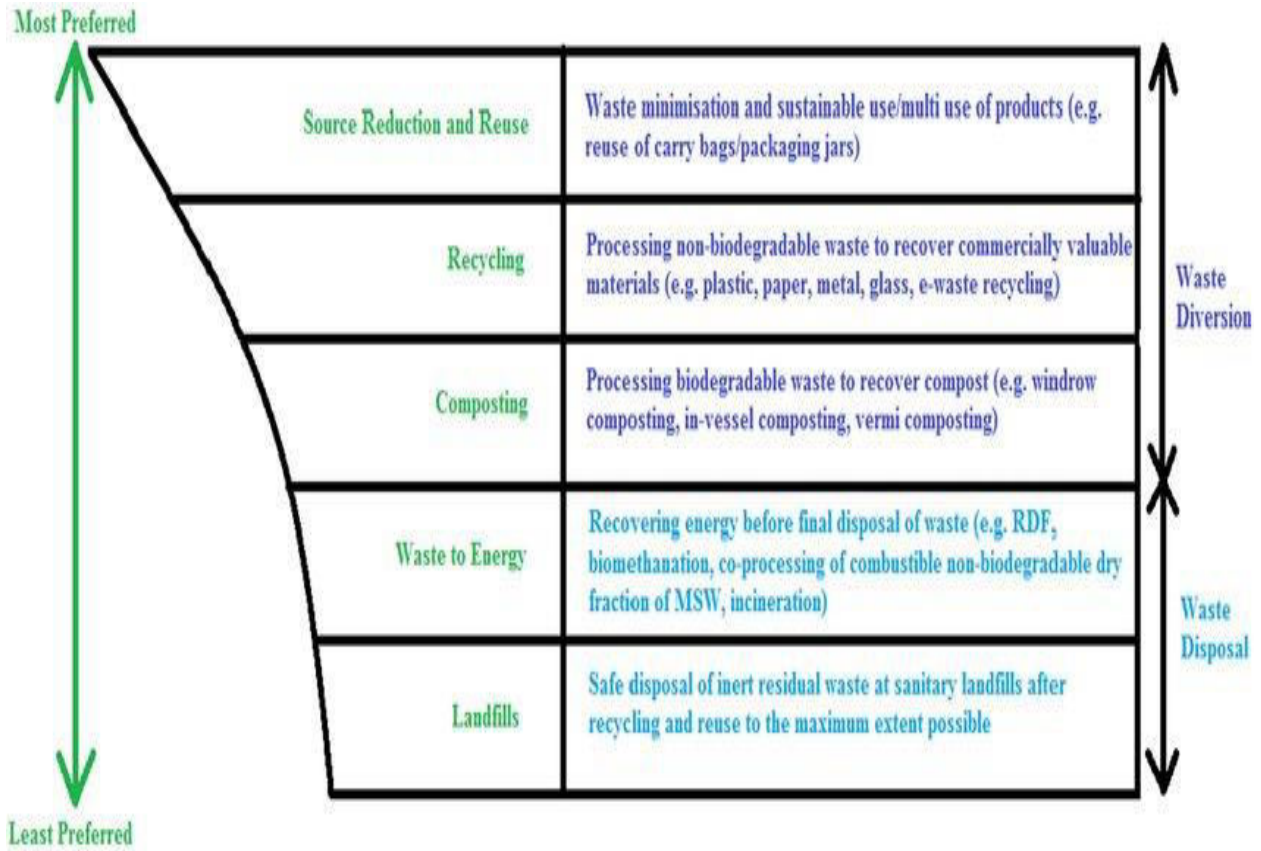 Most Preferred
Source Reduction and Reuse
Waste minimisation and sustainable use/multi use of products (e.g.
reuse of carry bags/packaging jars)
Recycling
Processing non-biodegradable waste to recover commercially valuable
materials (e.g. plastic, paper, metal, glass, e-waste recycling)
Waste
Diversion
Composting
Processing biodegradable waste to recover compost (e.g. windrow
composting, in-vessel composting, vermi composting)
Waste to Energy
Recovering energy before final disposal of waste (e.g. RDF,
biomethanation, co-processing of combustible non-biodegradable dry
fraction of MSW, incineration)
Waste
Disposal
Landfills
Safe disposal of inert residual waste at sanitary landfills after
recycling and reuse to the maximum extent possible
Least Preferred